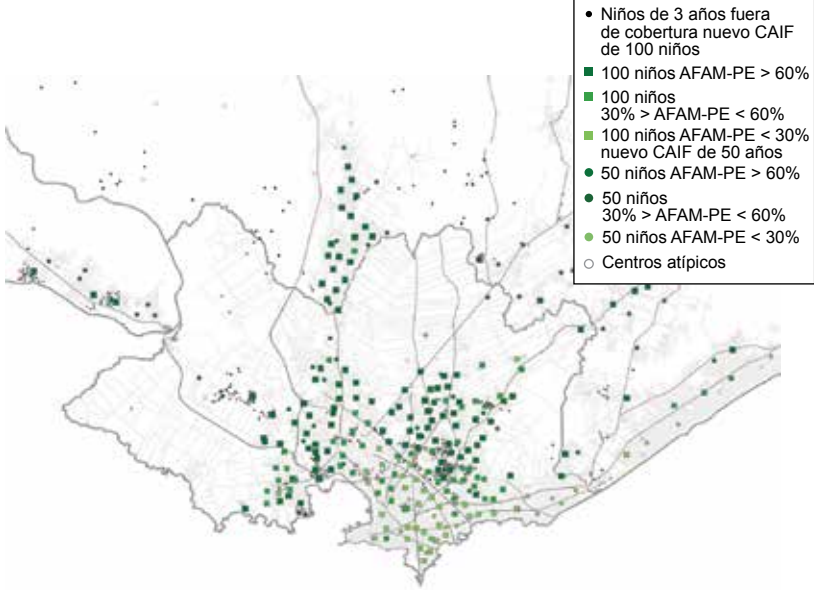 Niños de 3 años fuera
de cobertura nuevo CAIF
de 100 niños
100 niños AFAM-PE > 60%
100 niños
30% > AFAM-PE < 60%
100 niños AFAM-PE < 30%
nuevo CAIF de 50 años
50 niños AFAM-PE > 60%
50 niños
30% > AFAM-PE < 60%
50 niños AFAM-PE < 30%
Centros atípicos